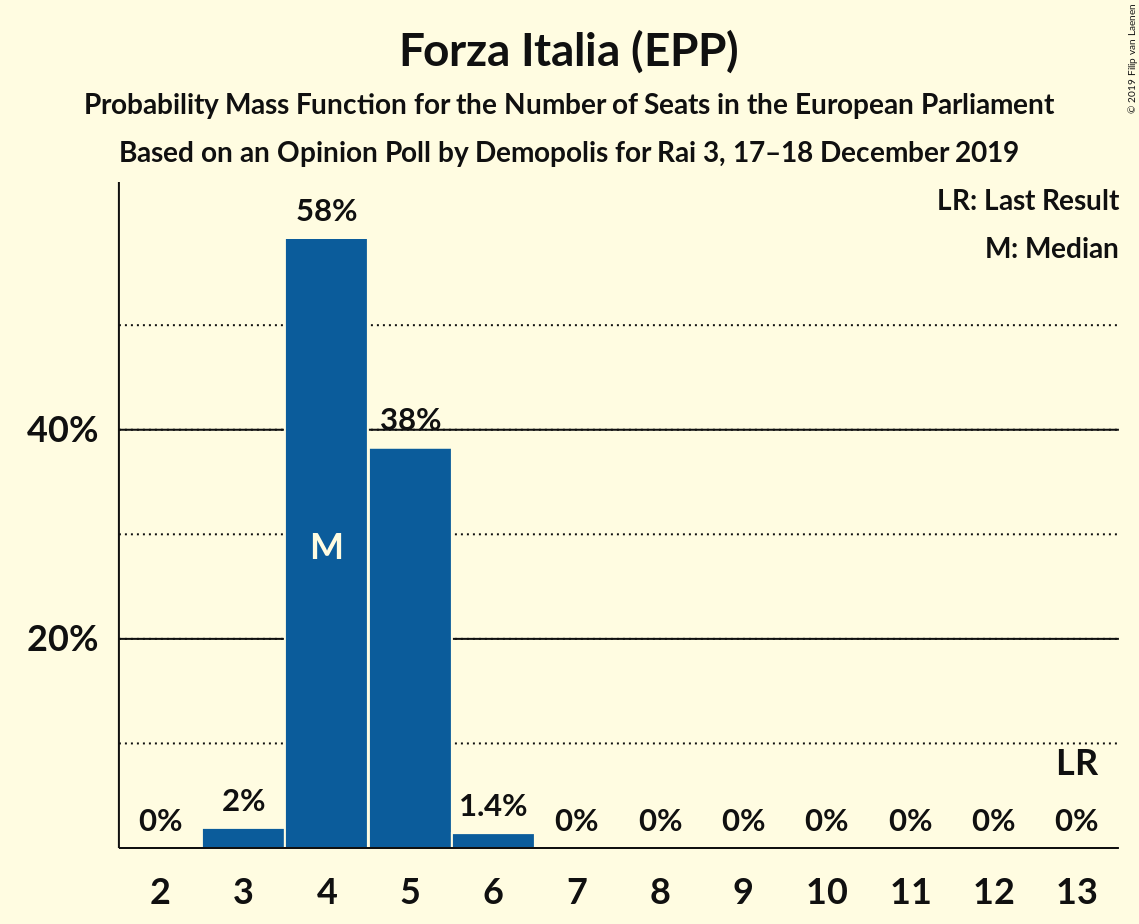 Forza Italia (EPP)
Probability Mass Function for the Number of Seats in the European Parliament
Based on an Opinion Poll by Demopolis for Rai 3, 17–18 December 2019
© 2019 Filip van Laenen
LR: Last Result
M: Median
58%
40%
38%
M
20%
LR
0% 2% 1.4% 0% 0% 0% 0% 0% 0% 0%
2 3 4 5 6 7 8 9 10 11 12 13